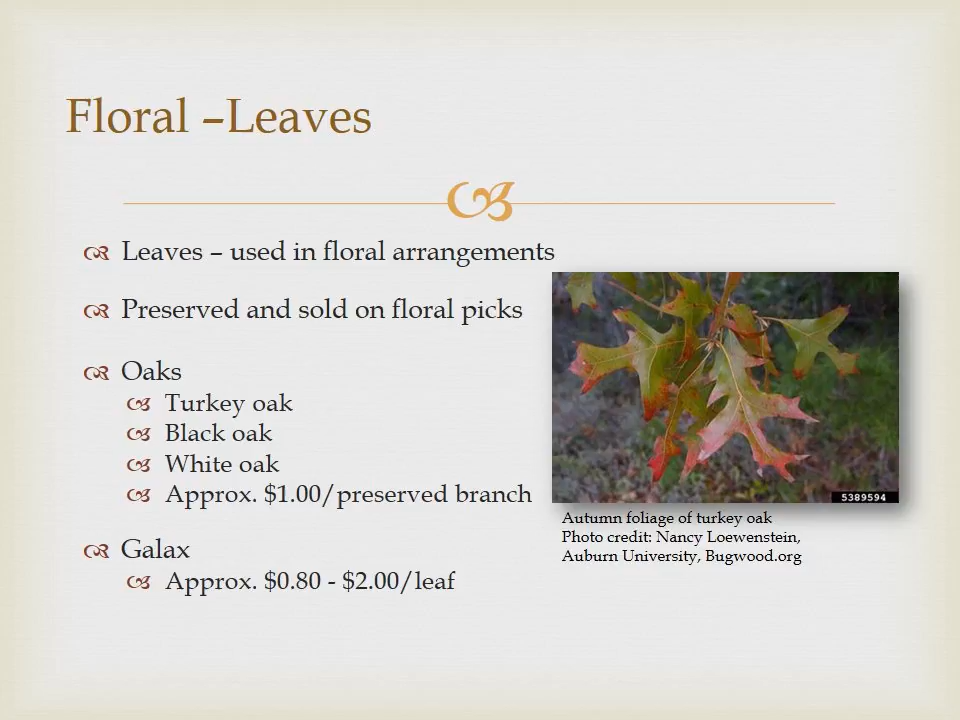 Floral –Leaves
Leaves – used in floral arrangements
Preserved and sold on floral picks
Oaks
Turkey oak
Black oak
White oak
Approx. $1.00/preserved branch
Galax
Approx. $0.80 - $2.00/leaf
5389594
Autumn foliage of turkey oak
Photo credit: Nancy Loewenstein,
Auburn University, Bugwood.org